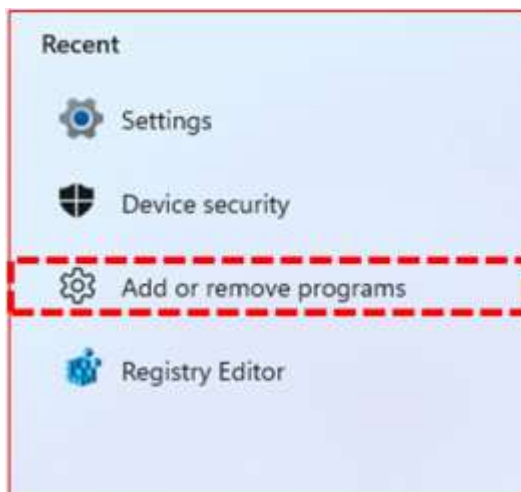 Recent
Settings
Device security
Add or remove programs
Registry Editor